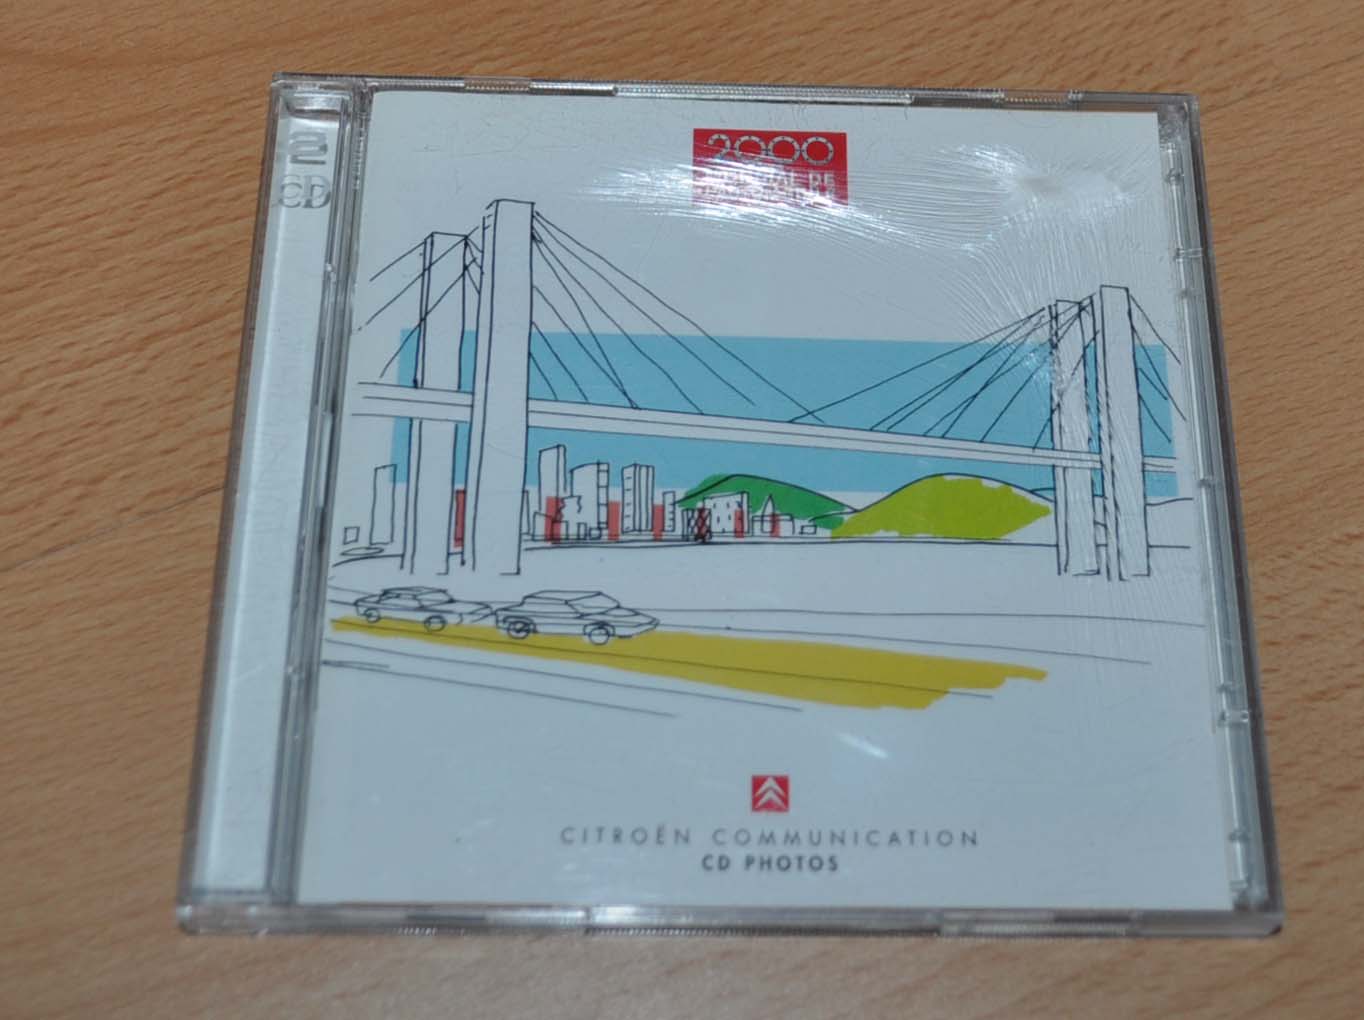 2
CD
2000
CITROËN COMMUNICATION
CD PHOTOS